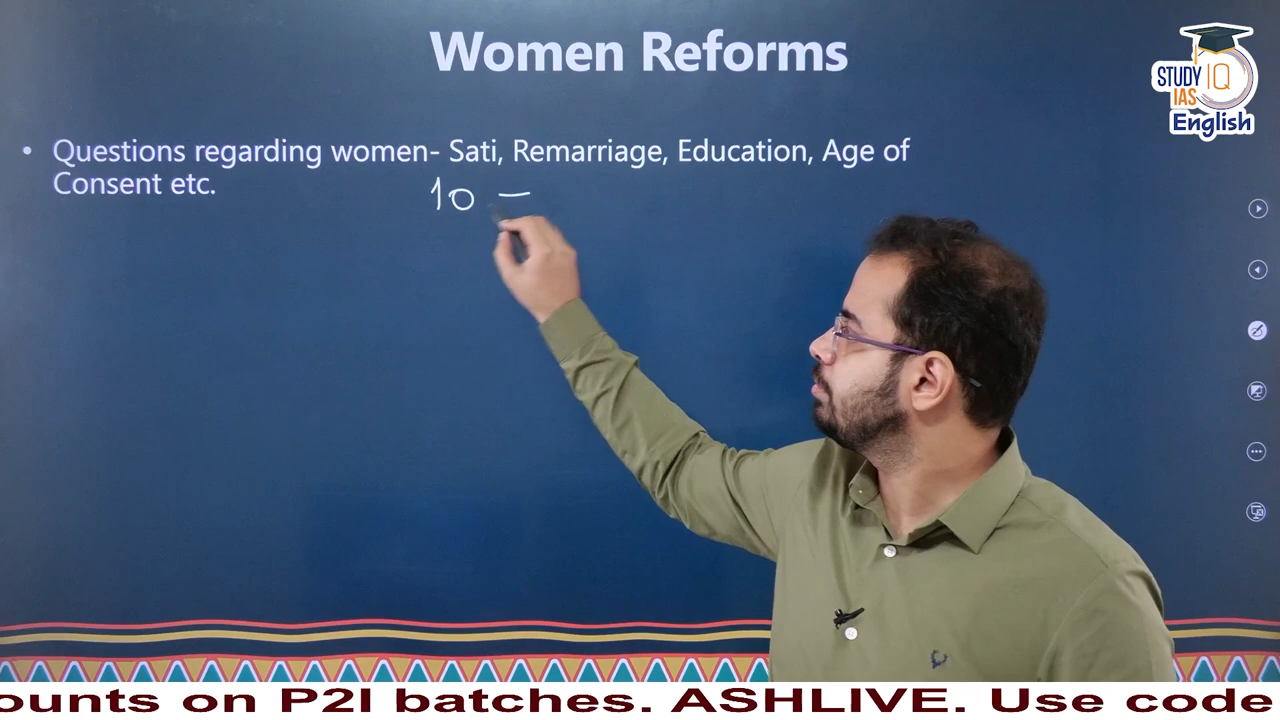 Women Reforms
STUDY IQ
IAS
English
• Questions regarding women- Sati, Remarriage, Education, Age of
Consent etc.
10 –
ounts on P2I batches. ASHLIVE. Use code